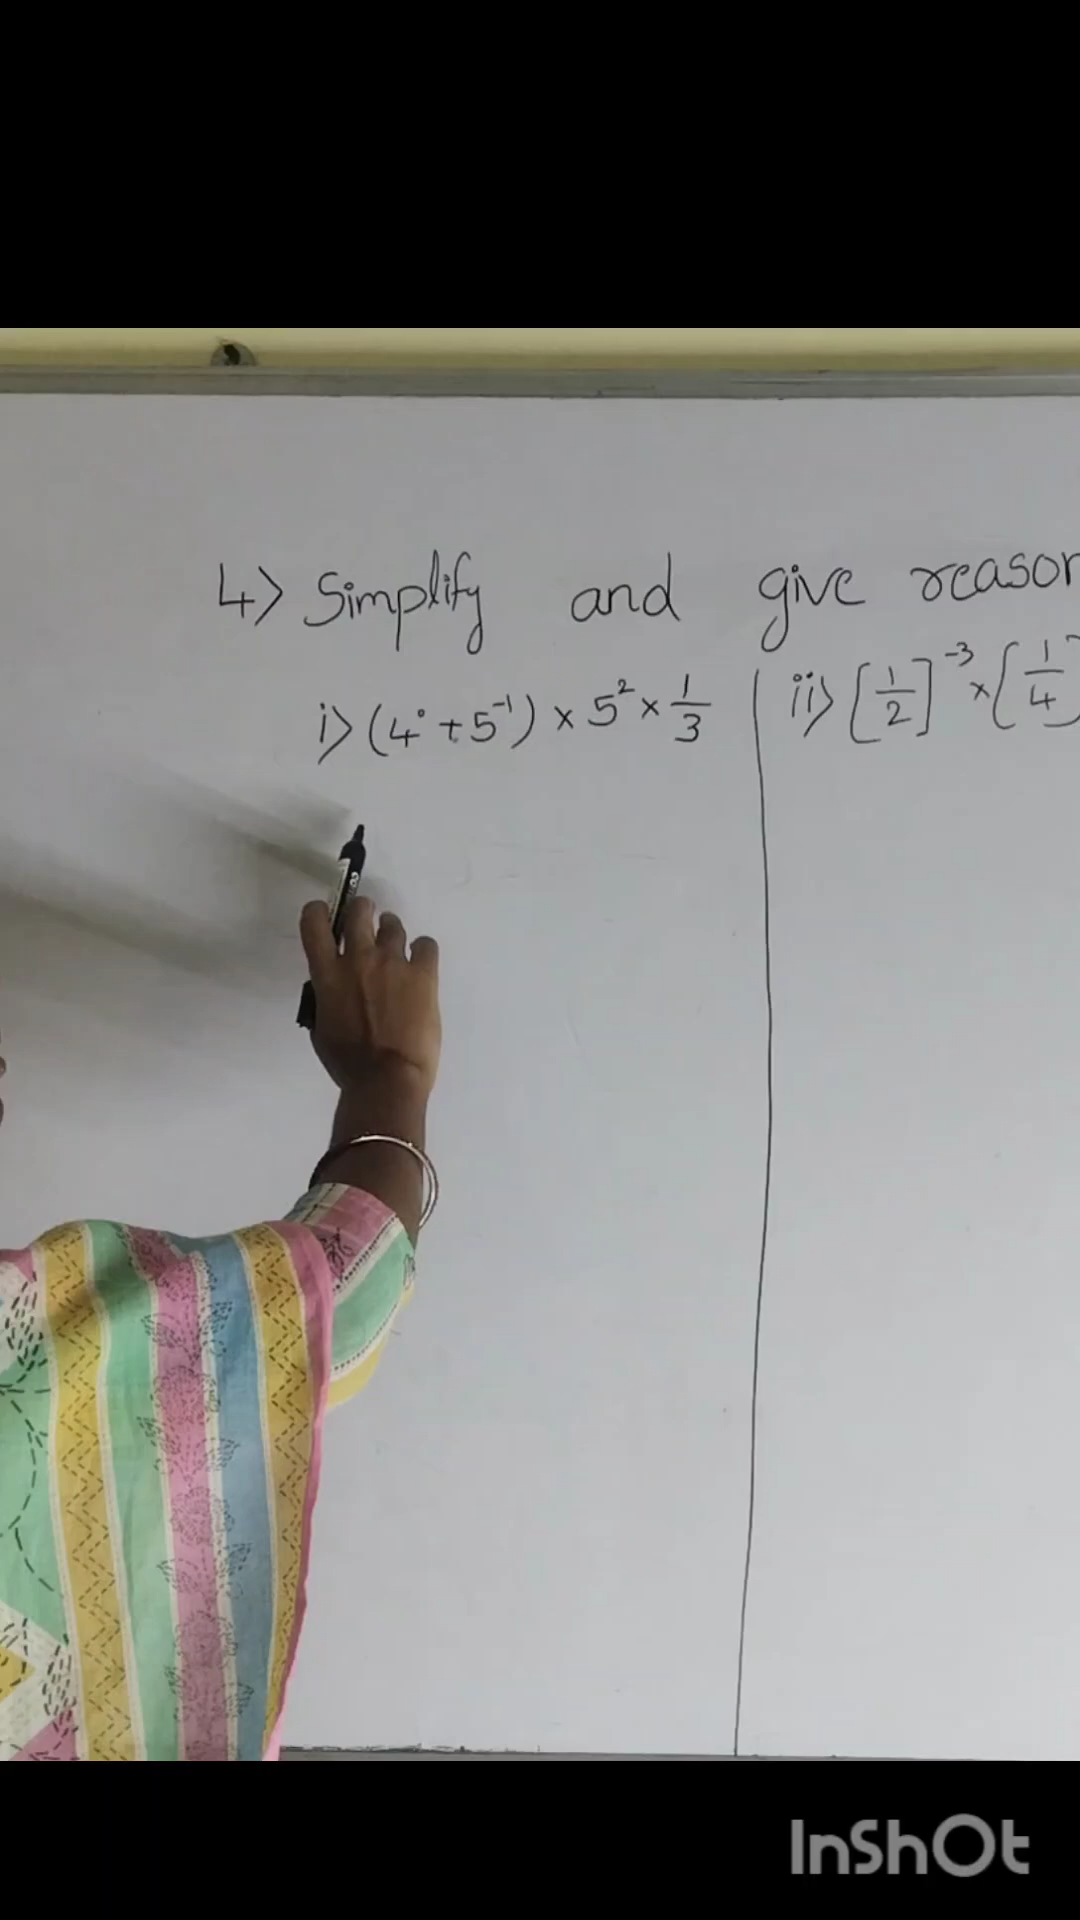 4> Simplify and give reason
i> (4° + 5⁻¹) × 5² × 1/3 ii> [1/2]⁻³ × (1/4)
InShOt